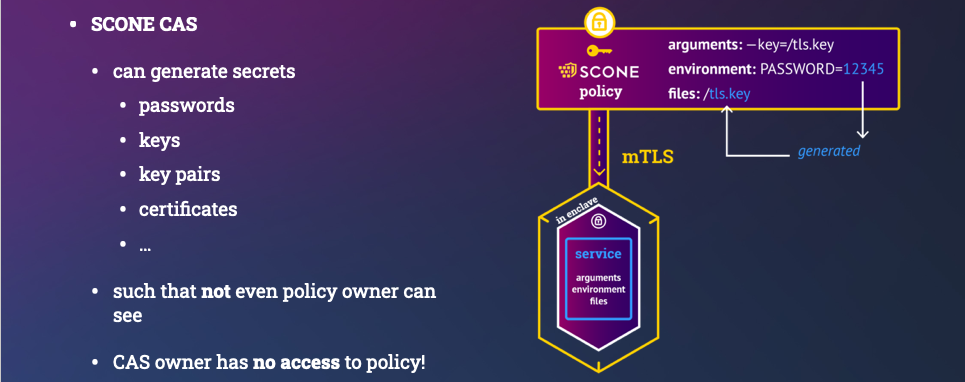 SCONE CAS
can generate secrets
passwords
keys
key pairs
certificates
...
such that not even policy owner can
see
CAS owner has no access to policy!
SCONE
policy
arguments: —key=/tls.key
environment: PASSWORD=12345
files: /tls.key
generated
mTLS
in enclave
service
arguments
environment
files